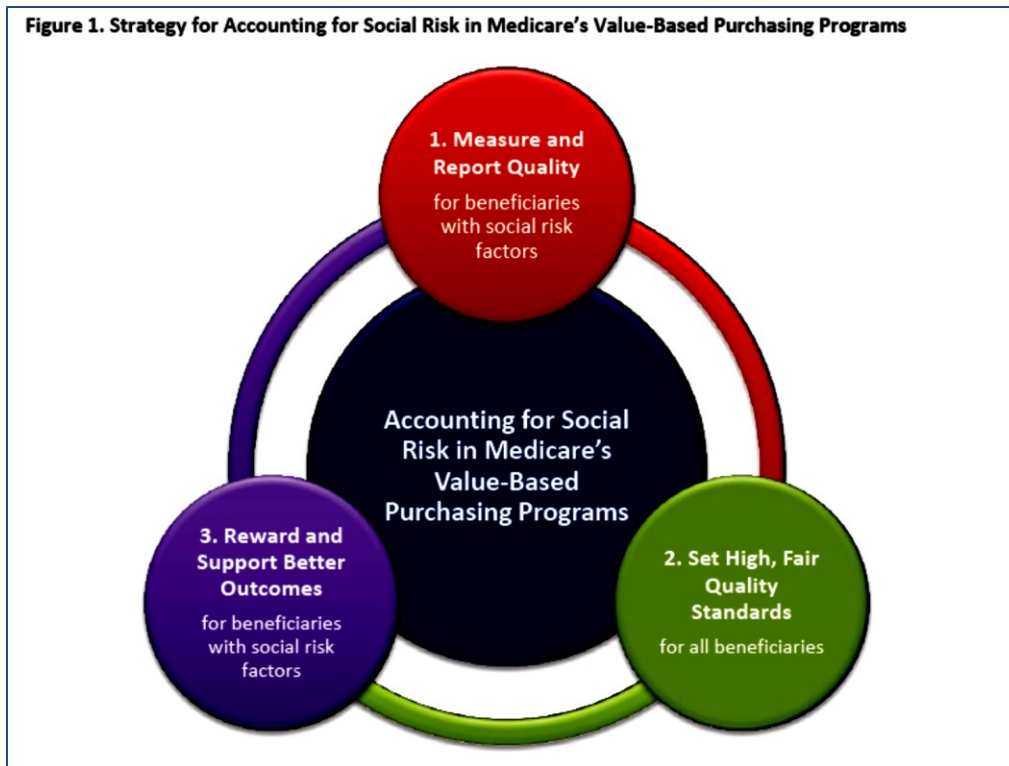 Figure 1. Strategy for Accounting for Social Risk in Medicare’s Value-Based Purchasing Programs
1. Measure and
Report Quality
for beneficiaries
with social risk
factors
Accounting for Social
Risk in Medicare’s
Value-Based
Purchasing Programs
2. Set High, Fair
Quality
Standards
for all beneficiaries
3. Reward and
Support Better
Outcomes
for beneficiaries
with social risk
factors